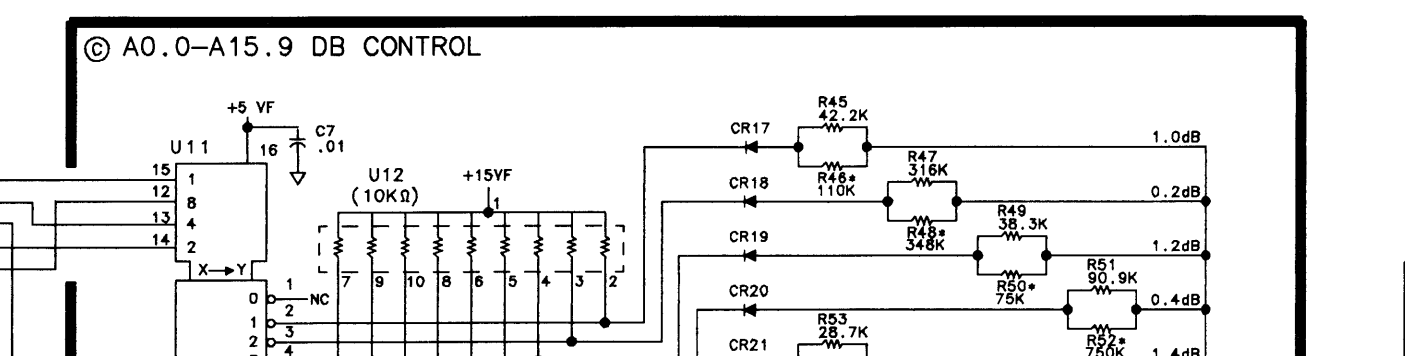 Ⓒ A0.0–A15.9 DB CONTROL
+5 VF
C7
.01
U11
16
15
1
12
8
13
4
14
2
X→Y
U12
(10KΩ)
+15VF
1
7
9
10
8
6
5
4
3
2
1
0
NC
2
1
3
2
4
CR17
R45
42.2K
R46*
110K
1.0dB
CR18
R47
316K
R48*
348K
0.2dB
CR19
R49
38.3K
R50*
75K
1.2dB
CR20
R51
90.9K
R52*
750K
0.4dB
CR21
R53
28.7K
1.4dB